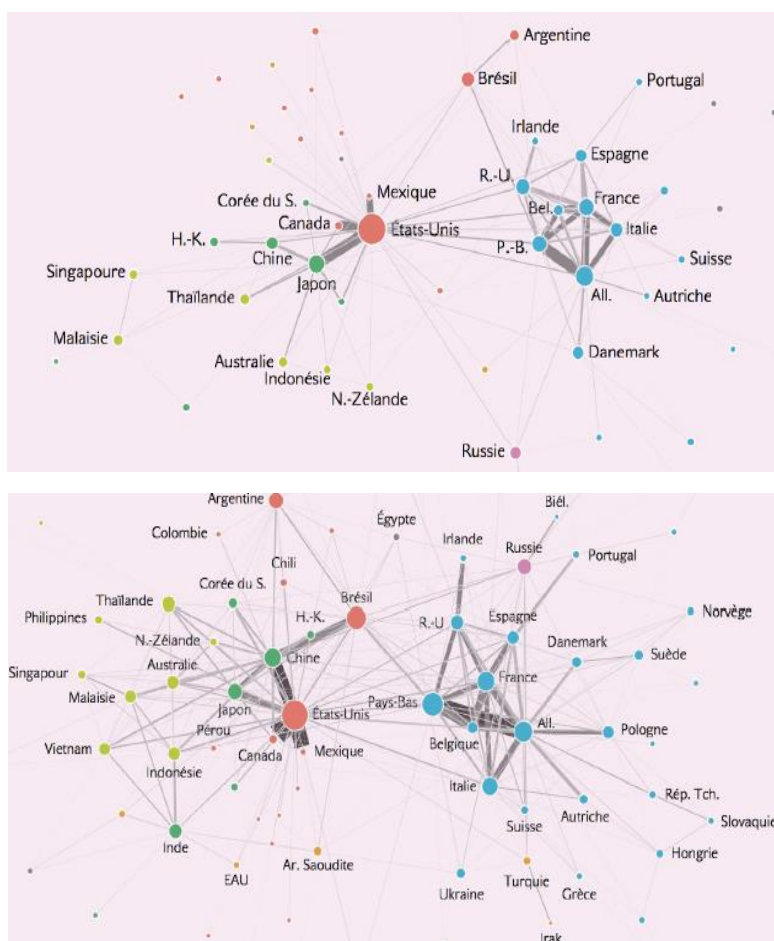 Argentine
Brésil
Portugal
Irlande
Espagne
R.-U.
Mexique
France
Corée du S.
Bel.
Canada
États-Unis
Italie
H.-K.
P.-B.
Chine
Suisse
Singapoure
Japon
All.
Thaïlande
Autriche
Malaisie
Danemark
Australie
Indonésie
N.-Zélande
Russie
Argentine
Biél.
Égypte
Colombie
Irlande
Russie
Portugal
Chili
Corée du S.
Thaïlande
Brésil
Philippines
H.-K.
R.-U
Espagne
Norvège
N.-Zélande
Danemark
Suède
Chine
Australie
Singapour
France
Malaisie
Japon
Pays-Bas
États-Unis
All.
Pologne
Pérou
Vietnam
Belgique
Canada
Mexique
Indonésie
Italie
Rép. Tch.
Suisse
Autriche
Slovaquie
Inde
Ar. Saoudite
Hongrie
EAU
Turquie
Ukraine
Grèce
Irak